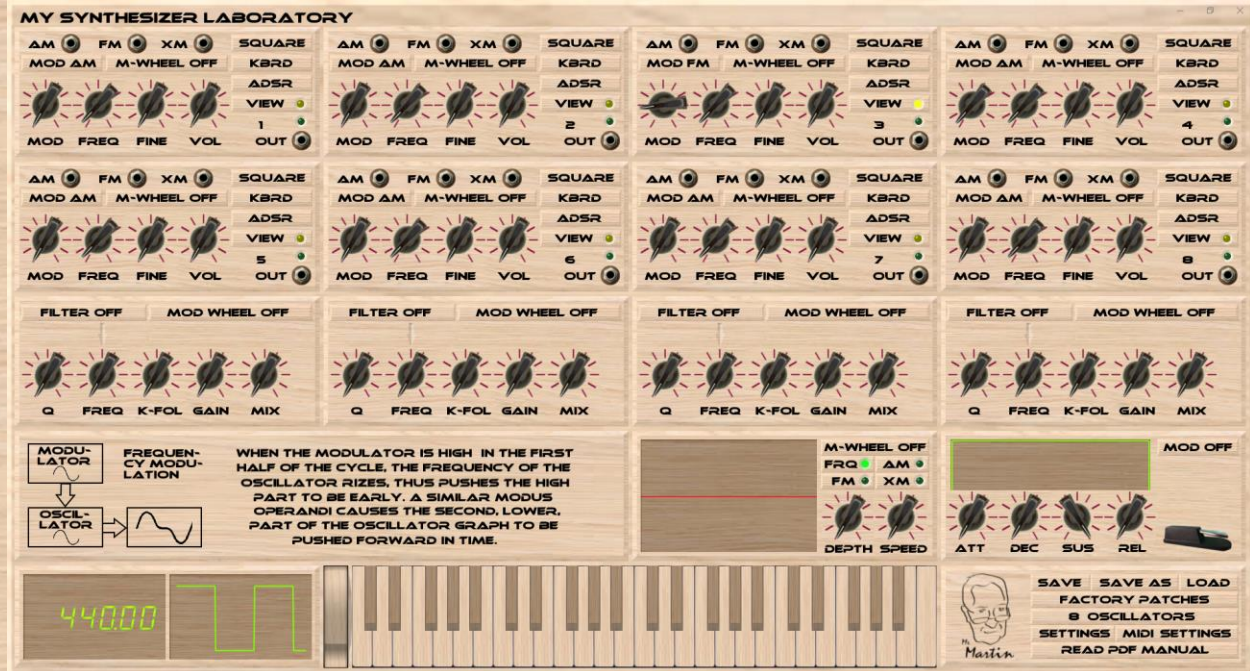 MY SYNTHESIZER LABORATORY
AM FM XM SQUARE
MOD AM M-WHEEL OFF KBRD
ADSR
VIEW
1
MOD FREQ FINE VOL OUT
AM FM XM SQUARE
MOD AM M-WHEEL OFF KBRD
ADSR
VIEW
2
MOD FREQ FINE VOL OUT
AM FM XM SQUARE
MOD FM M-WHEEL OFF KBRD
ADSR
VIEW
3
MOD FREQ FINE VOL OUT
AM FM XM SQUARE
MOD AM M-WHEEL OFF KBRD
ADSR
VIEW
4
MOD FREQ FINE VOL OUT
AM FM XM SQUARE
MOD AM M-WHEEL OFF KBRD
ADSR
VIEW
5
MOD FREQ FINE VOL OUT
AM FM XM SQUARE
MOD AM M-WHEEL OFF KBRD
ADSR
VIEW
6
MOD FREQ FINE VOL OUT
AM FM XM SQUARE
MOD AM M-WHEEL OFF KBRD
ADSR
VIEW
7
MOD FREQ FINE VOL OUT
AM FM XM SQUARE
MOD AM M-WHEEL OFF KBRD
ADSR
VIEW
8
MOD FREQ FINE VOL OUT
FILTER OFF MOD WHEEL OFF
Q FREQ K-FOL GAIN MIX
FILTER OFF MOD WHEEL OFF
Q FREQ K-FOL GAIN MIX
FILTER OFF MOD WHEEL OFF
Q FREQ K-FOL GAIN MIX
FILTER OFF MOD WHEEL OFF
Q FREQ K-FOL GAIN MIX
MODU-
LATOR
OSCIL-
LATOR
FREQUEN-
CY MODU-
LATION
WHEN THE MODULATOR IS HIGH IN THE FIRST
HALF OF THE CYCLE, THE FREQUENCY OF THE
OSCILLATOR RIZES, THUS PUSHES THE HIGH
PART TO BE EARLY. A SIMILAR MODUS
OPERANDI CAUSES THE SECOND, LOWER,
PART OF THE OSCILLATOR GRAPH TO BE
PUSHED FORWARD IN TIME.
M-WHEEL OFF
FRQ AM
FM XM
DEPTH SPEED
MOD OFF
ATT DEC SUS REL
440.00
Mr Martin
SAVE SAVE AS LOAD
FACTORY PATCHES
8 OSCILLATORS
SETTINGS MIDI SETTINGS
READ PDF MANUAL